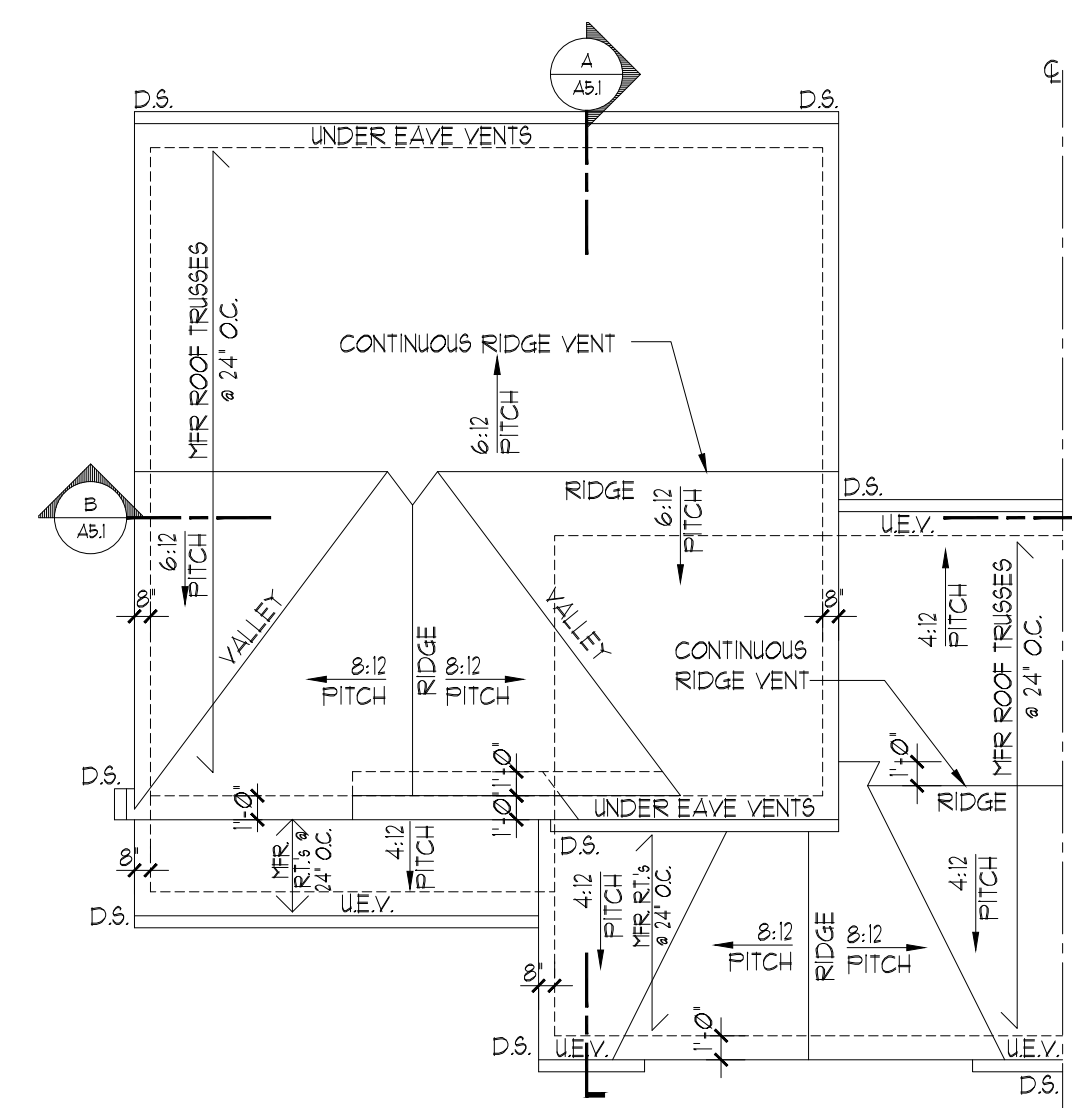 A
A5.1
℄
D.S.
D.S.
UNDER EAVE VENTS
MFR ROOF TRUSSES
@ 24" O.C.
CONTINUOUS RIDGE VENT
6:12
PITCH
B
A5.1
RIDGE
6:12
PITCH
D.S.
U.E.V.
6:12
PITCH
8"
8"
VALLEY
VALLEY
RIDGE
8:12
PITCH
8:12
PITCH
CONTINUOUS
RIDGE VENT
4:12
PITCH
MFR ROOF TRUSSES
@ 24" O.C.
D.S.
1'-0"
1'-0"
1'-0"
UNDER EAVE VENTS
1'-0"
RIDGE
8"
MFR
R.T.'s @
24" O.C.
4:12
PITCH
U.E.V.
D.S.
D.S.
4:12
PITCH
MFR R.T.'s
@ 24" O.C.
8:12
PITCH
RIDGE
8:12
PITCH
4:12
PITCH
8"
1'-0"
D.S.
U.E.V.
U.E.V.
D.S.